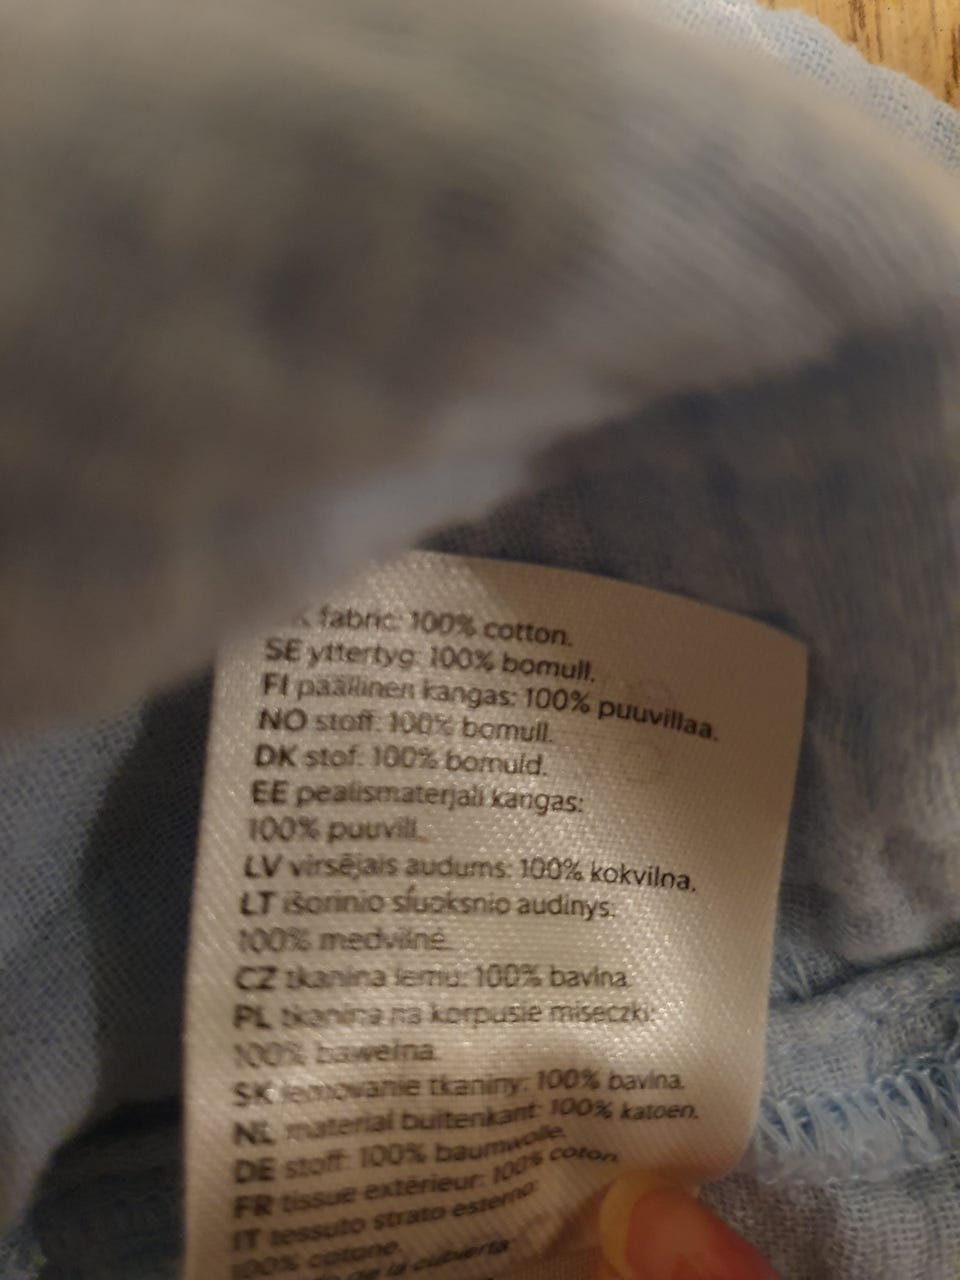 fabric: 100% cotton.
SE yttertyg: 100% bomull.
FI päällinen kangas: 100% puuvillaa.
NO stoff: 100% bomull.
DK stof: 100% bomuld.
EE pealismaterjali kangas:
100% puuvill.
LV virsējais audums: 100% kokvilna.
LT išorinio sluoksnio audinys:
100% medvilnė.
CZ tkanina lemu: 100% bavlna.
PL tkanina na korpusie miseczki:
100% bawełna.
SK lemovanie tkaniny: 100% bavlna.
NL material buitenkant: 100% katoen.
DE stoff: 100% baumwolle.
FR tissue extérieur: 100% coton.
IT tessuto strato esterno:
100% cotone.
de la cubierta: